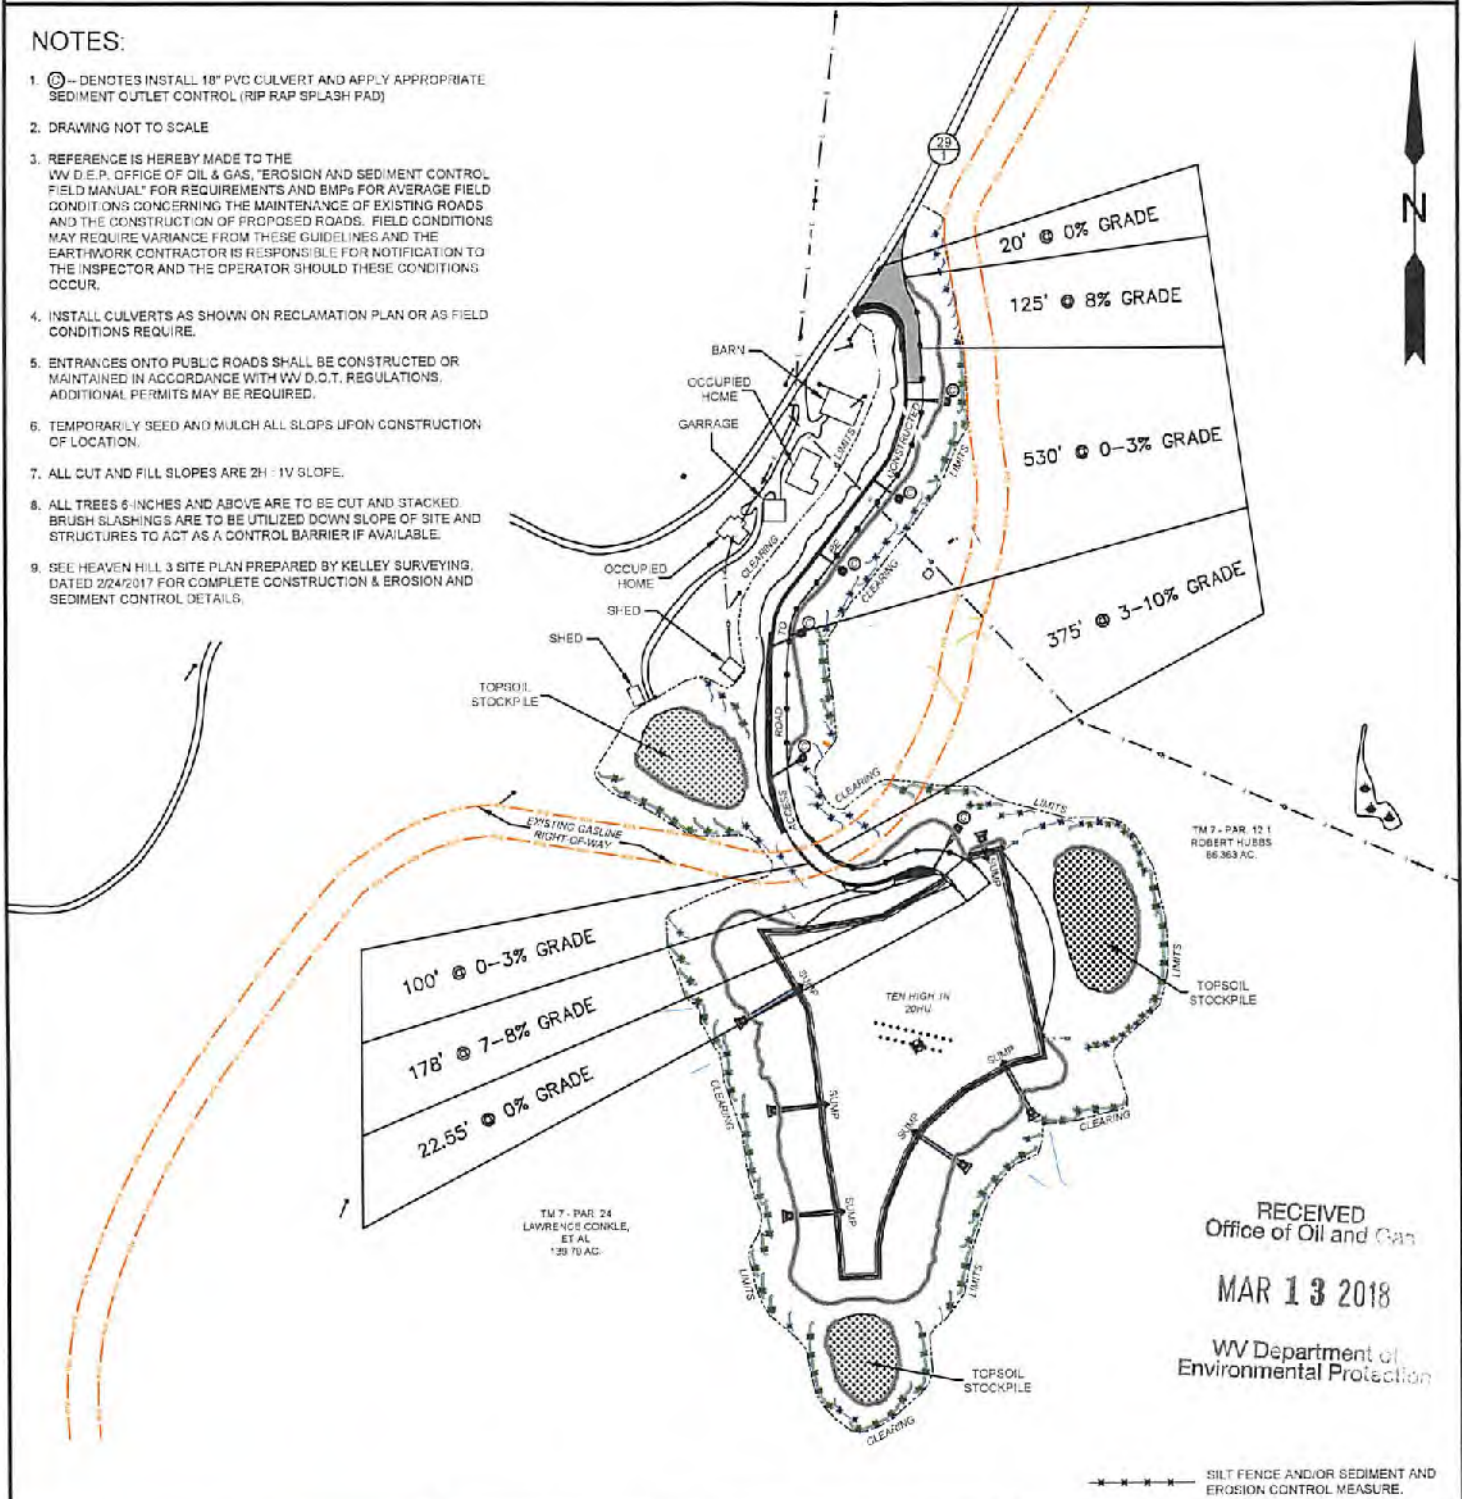 NOTES:
1. Ⓒ -- DENOTES INSTALL 18" PVC CULVERT AND APPLY APPROPRIATE
SEDIMENT OUTLET CONTROL (RIP RAP SPLASH PAD)
2. DRAWING NOT TO SCALE
3. REFERENCE IS HEREBY MADE TO THE
WV D.E.P. OFFICE OF OIL & GAS, "EROSION AND SEDIMENT CONTROL
FIELD MANUAL" FOR REQUIREMENTS AND BMPs FOR AVERAGE FIELD
CONDITIONS CONCERNING THE MAINTENANCE OF EXISTING ROADS
AND THE CONSTRUCTION OF PROPOSED ROADS. FIELD CONDITIONS
MAY REQUIRE VARIANCE FROM THESE GUIDELINES AND THE
EARTHWORK CONTRACTOR IS RESPONSIBLE FOR NOTIFICATION TO
THE INSPECTOR AND THE OPERATOR SHOULD THESE CONDITIONS
OCCUR.
4. INSTALL CULVERTS AS SHOWN ON RECLAMATION PLAN OR AS FIELD
CONDITIONS REQUIRE.
5. ENTRANCES ONTO PUBLIC ROADS SHALL BE CONSTRUCTED OR
MAINTAINED IN ACCORDANCE WITH WV D.O.T. REGULATIONS.
ADDITIONAL PERMITS MAY BE REQUIRED.
6. TEMPORARILY SEED AND MULCH ALL SLOPS UPON CONSTRUCTION
OF LOCATION.
7. ALL CUT AND FILL SLOPES ARE 2H : 1V SLOPE.
8. ALL TREES 6-INCHES AND ABOVE ARE TO BE CUT AND STACKED.
BRUSH SLASHINGS ARE TO BE UTILIZED DOWN SLOPE OF SITE AND
STRUCTURES TO ACT AS A CONTROL BARRIER IF AVAILABLE.
9. SEE HEAVEN HILL 3 SITE PLAN PREPARED BY KELLEY SURVEYING,
DATED 2/24/2017 FOR COMPLETE CONSTRUCTION & EROSION AND
SEDIMENT CONTROL DETAILS.
29
1
N
20' @ 0% GRADE
125' @ 8% GRADE
530' @ 0-3% GRADE
375' @ 3-10% GRADE
BARN
OCCUPIED
HOME
GARRAGE
OCCUPIED
HOME
SHED
SHED
TOPSOIL
STOCKPILE
LIMITS
CLEARING
ACCESS ROAD TO BE
CONSTRUCTED
LIMITS
CLEARING
Ⓒ
Ⓒ
Ⓒ
Ⓒ
Ⓒ
Ⓒ
CLEARING
LIMITS
EXISTING GASLINE
RIGHT-OF-WAY
TM 7 - PAR. 12.1
ROBERT HUBBS
86.363 AC.
100' @ 0-3% GRADE
178' @ 7-8% GRADE
22.55' @ 0% GRADE
SUMP
SUMP
SUMP
SUMP
SUMP
SUMP
TEN HIGH 1N
20HU
LIMITS
TOPSOIL
STOCKPILE
CLEARING
CLEARING
LIMITS
LIMITS
TM 7 - PAR. 24
LAWRENCE CONKLE,
ET AL
139.70 AC.
TOPSOIL
STOCKPILE
CLEARING
RECEIVED
Office of Oil and Gas
MAR 13 2018
WV Department of
Environmental Protection
SILT FENCE AND/OR SEDIMENT AND
EROSION CONTROL MEASURE.